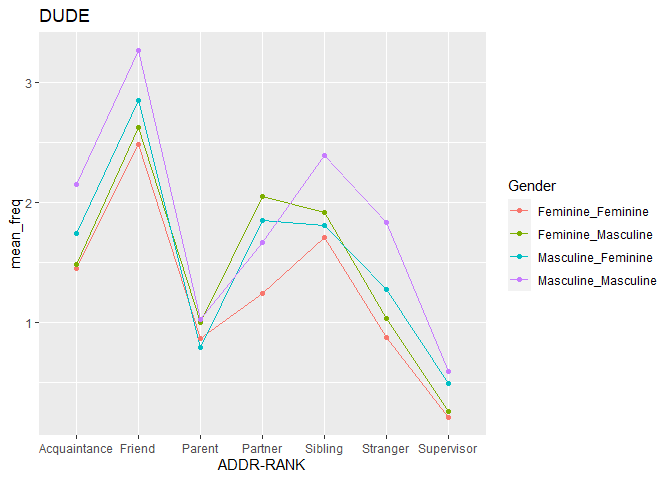 DUDE
3
2
1
mean_freq
Acquaintance Friend Parent Partner Sibling Stranger Supervisor
ADDR-RANK
Gender
Feminine_Feminine
Feminine_Masculine
Masculine_Feminine
Masculine_Masculine